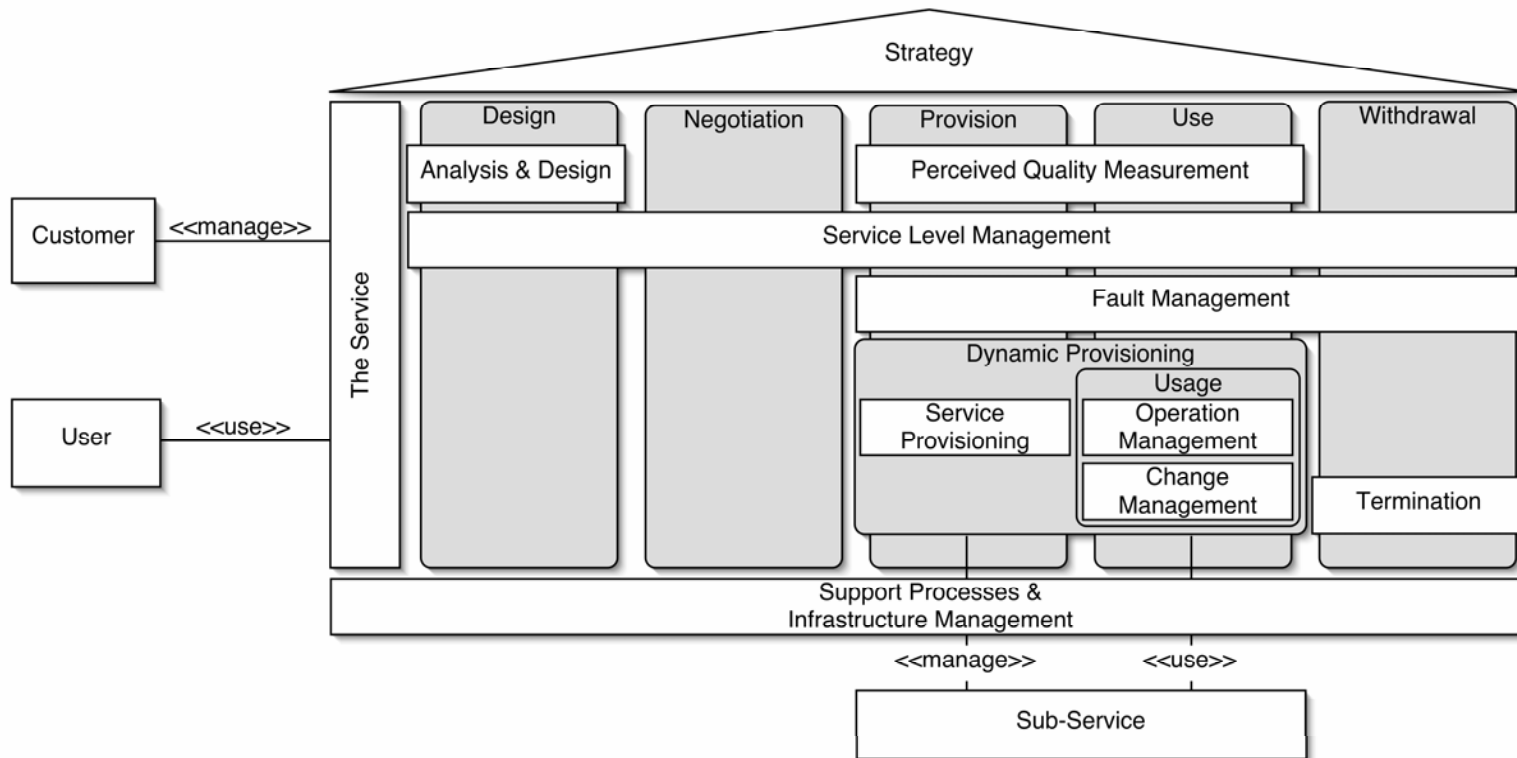 Strategy
Design
Negotiation
Provision
Use
Withdrawal
Analysis & Design
Perceived Quality Measurement
Customer
<<manage>>
Service Level Management
Fault Management
The Service
Dynamic Provisioning
Usage
User
<<use>>
Service
Provisioning
Operation
Management
Change
Management
Termination
Support Processes &
Infrastructure Management
<<manage>>
<<use>>
Sub-Service